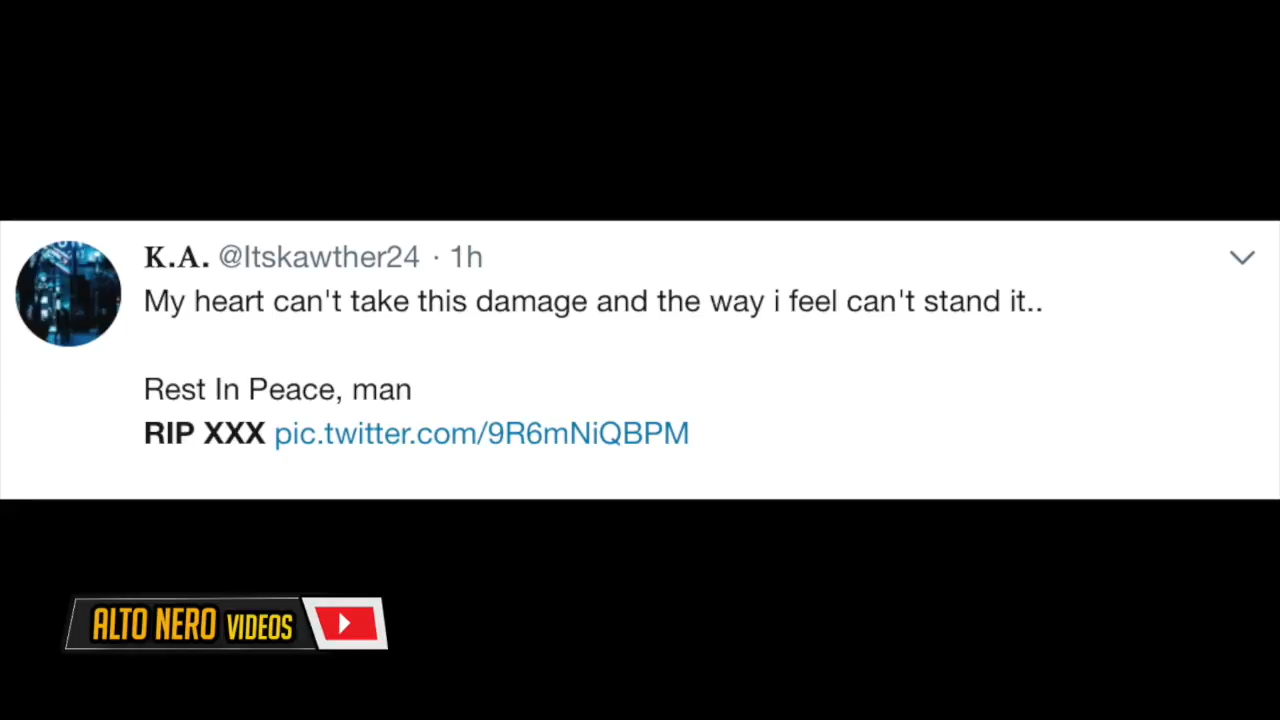 K.A. @Itskawther24 · 1h
My heart can't take this damage and the way i feel can't stand it..
Rest In Peace, man
RIP XXX pic.twitter.com/9R6mNiQBPM
ALTO NERO VIDEOS